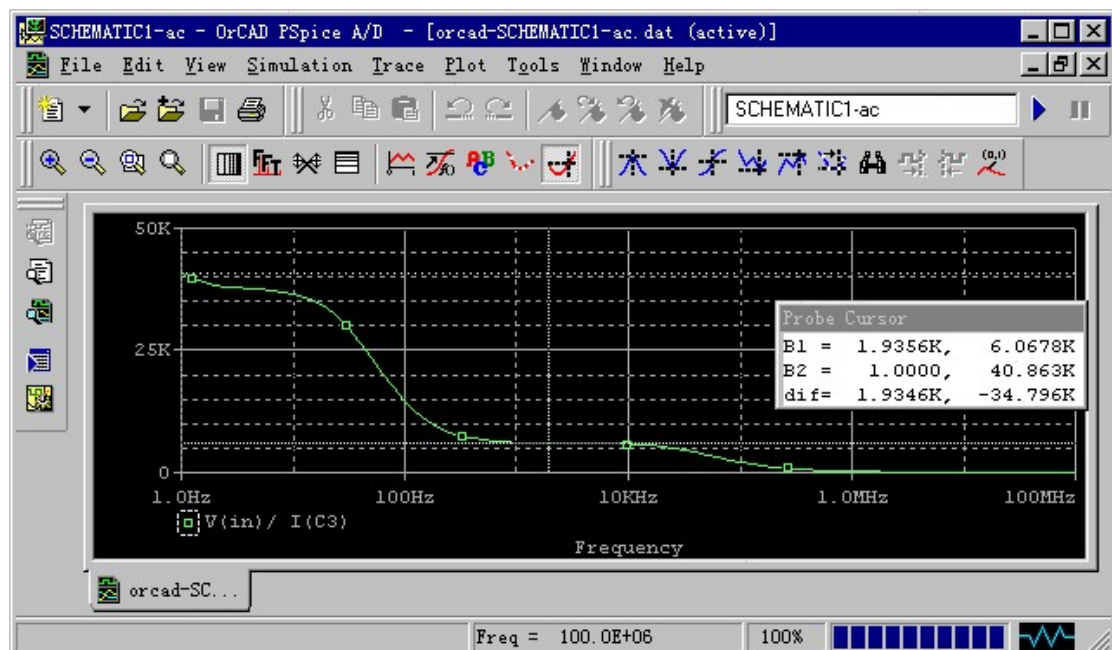 SCHEMATIC1-ac - OrCAD PSpice A/D - [orcad-SCHEMATIC1-ac.dat (active)]
File Edit View Simulation Trace Plot Tools Window Help
SCHEMATIC1-ac
FFT
(0,0)
50K
25K
0
1.0Hz 100Hz 10KHz 1.0MHz 100MHz
V(in)/ I(C3)
Frequency
Probe Cursor
B1 = 1.9356K, 6.0678K
B2 = 1.0000, 40.863K
dif= 1.9346K, -34.796K
orcad-SC...
Freq = 100.0E+06 100%